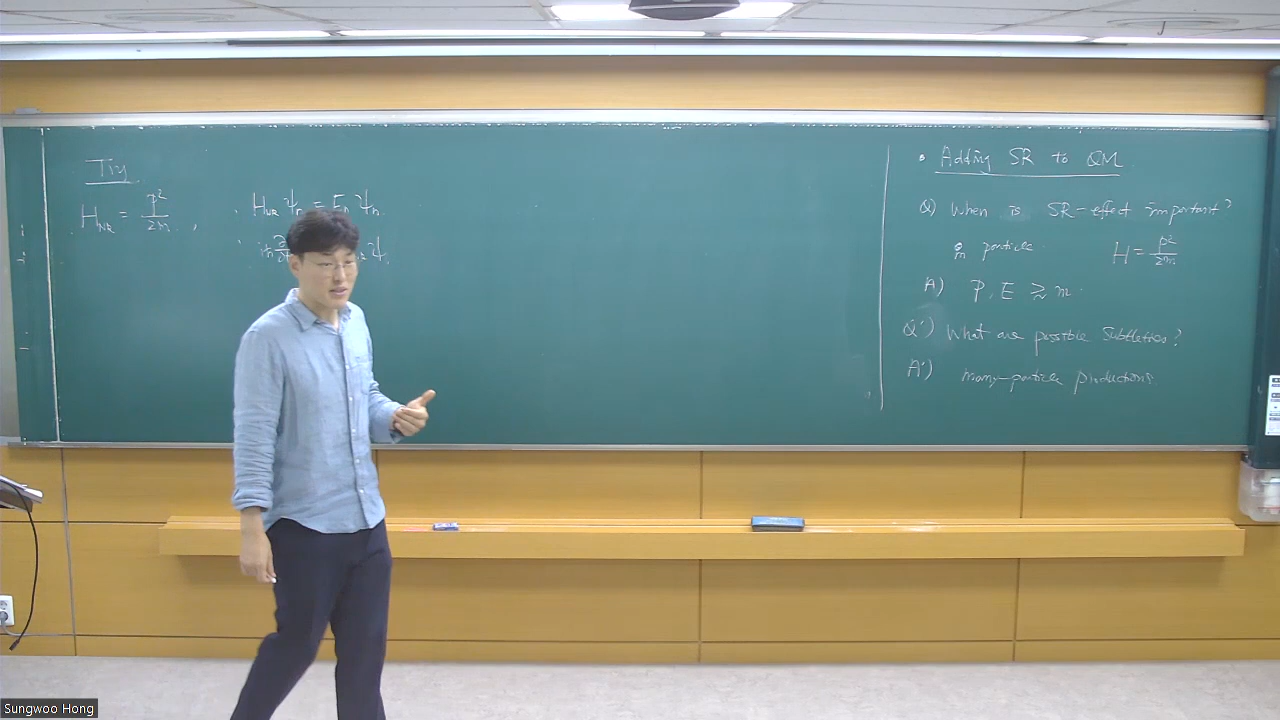 Try
H_NR = p²/2m ,
H_NR ψ_n = E_n ψ_n
iħ ψ.
• Adding SR to QM
Q) When is SR-effect important?
m particle. H = p²/2m
A) P, E ≳ m.
Q') What are possible subtleties?
A') many-particle productions
Sungwoo Hong